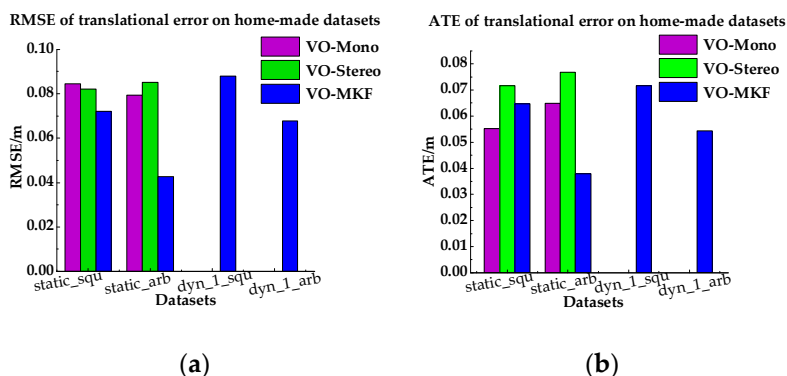 RMSE of translational error on home-made datasets
VO-Mono
VO-Stereo
VO-MKF
0.10
0.08
0.06
0.04
0.02
0.00
RMSE/m
static_squ
static_arb
dyn_1_squ
dyn_1_arb
Datasets
(a)
ATE of translational error on home-made datasets
VO-Mono
VO-Stereo
VO-MKF
0.08
0.07
0.06
0.05
0.04
0.03
0.02
0.01
0.00
ATE/m
static_squ
static_arb
dyn_1_squ
dyn_1_arb
Datasets
(b)